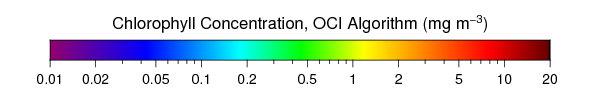 Chlorophyll Concentration, OCI Algorithm (mg m⁻³)
0.01 0.02 0.05 0.1 0.2 0.5 1 2 5 10 20